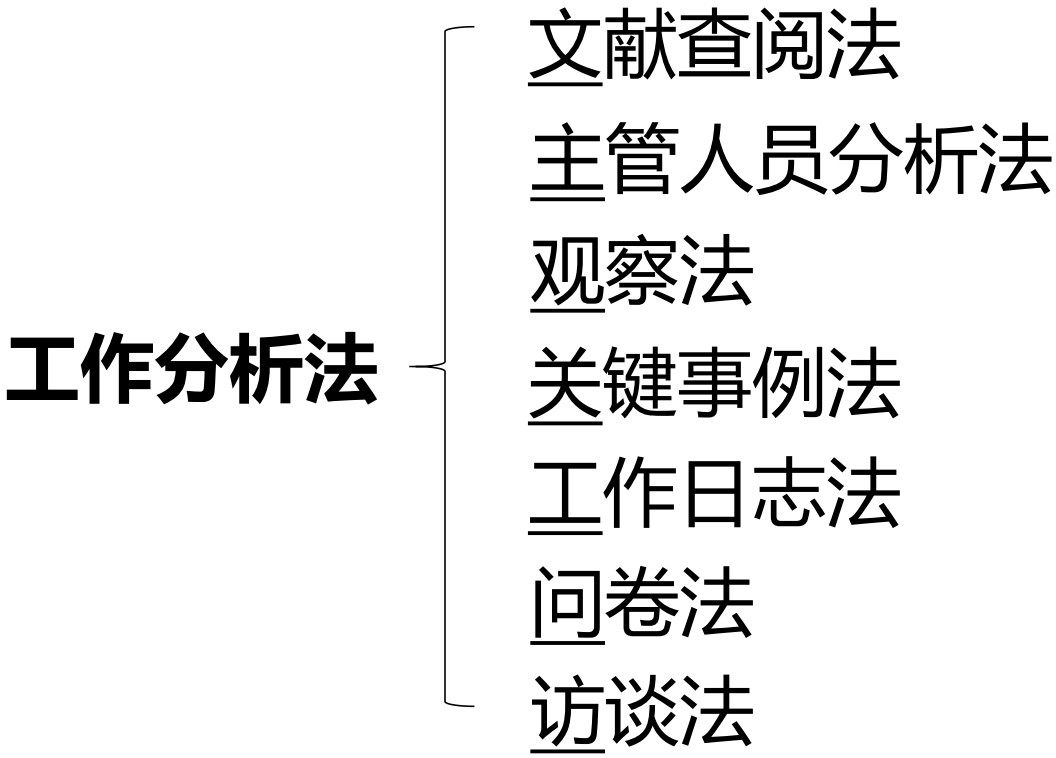 工作分析法
文献查阅法
主管人员分析法
观察法
关键事例法
工作日志法
问卷法
访谈法